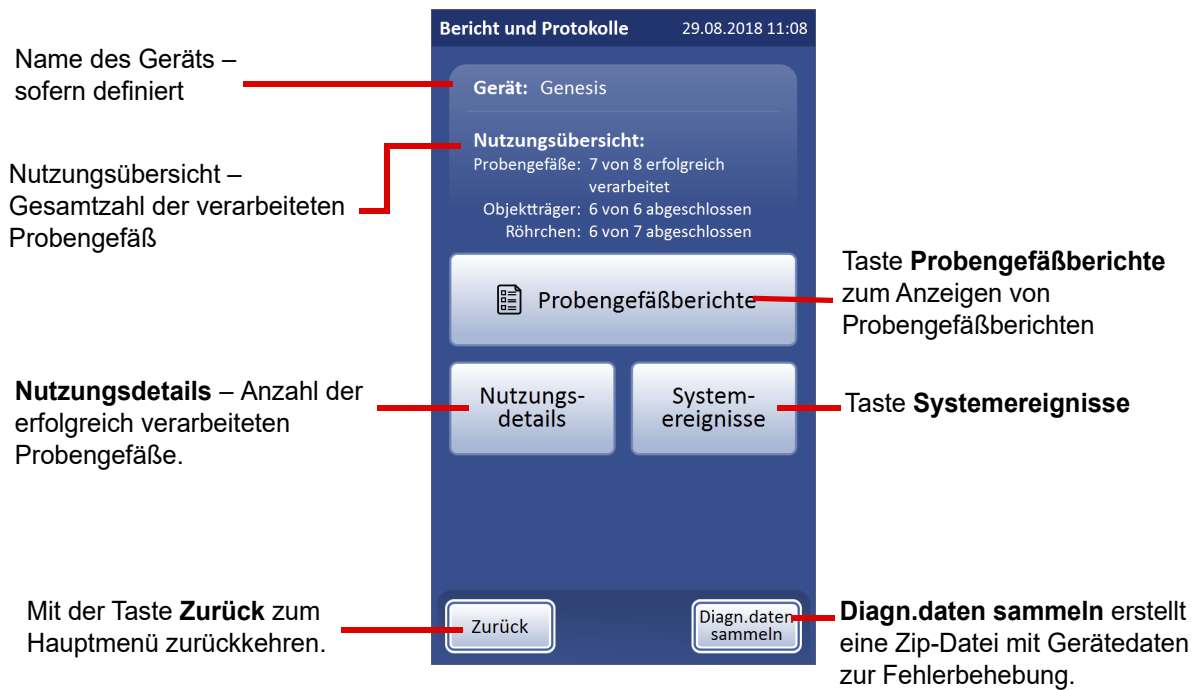 Bericht und Protokolle 29.08.2018 11:08
Name des Geräts –
sofern definiert
Gerät: Genesis
Nutzungsübersicht –
Gesamtzahl der verarbeiteten
Probengefäß
Nutzungsübersicht:
Probengefäße: 7 von 8 erfolgreich
verarbeitet
Objektträger: 6 von 6 abgeschlossen
Röhrchen: 6 von 7 abgeschlossen
Probengefäßberichte
Taste Probengefäßberichte
zum Anzeigen von
Probengefäßberichten
Nutzungsdetails – Anzahl der
erfolgreich verarbeiteten
Probengefäße.
Nutzungs-
details
System-
ereignisse
Taste Systemereignisse
Mit der Taste Zurück zum
Hauptmenü zurückkehren.
Zurück
Diagn.daten
sammeln
Diagn.daten sammeln erstellt
eine Zip-Datei mit Gerätedaten
zur Fehlerbehebung.